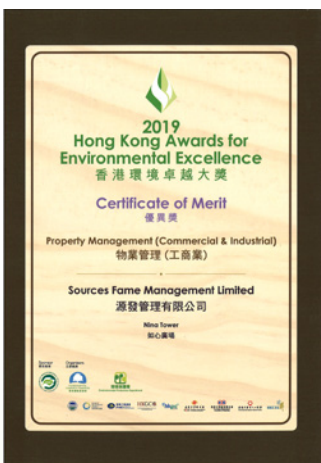 2019
Hong Kong Awards for
Environmental Excellence
香港環境卓越大獎
Certificate of Merit
優異獎
Property Management (Commercial & Industrial)
物業管理 (工商業)
Sources Fame Management Limited
源發管理有限公司
Nina Tower
如心廣場